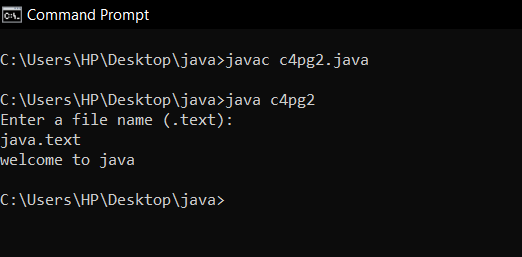 Command Prompt
C:\Users\HP\Desktop\java>javac c4pg2.java
C:\Users\HP\Desktop\java>java c4pg2
Enter a file name (.text):
java.text
welcome to java
C:\Users\HP\Desktop\java>